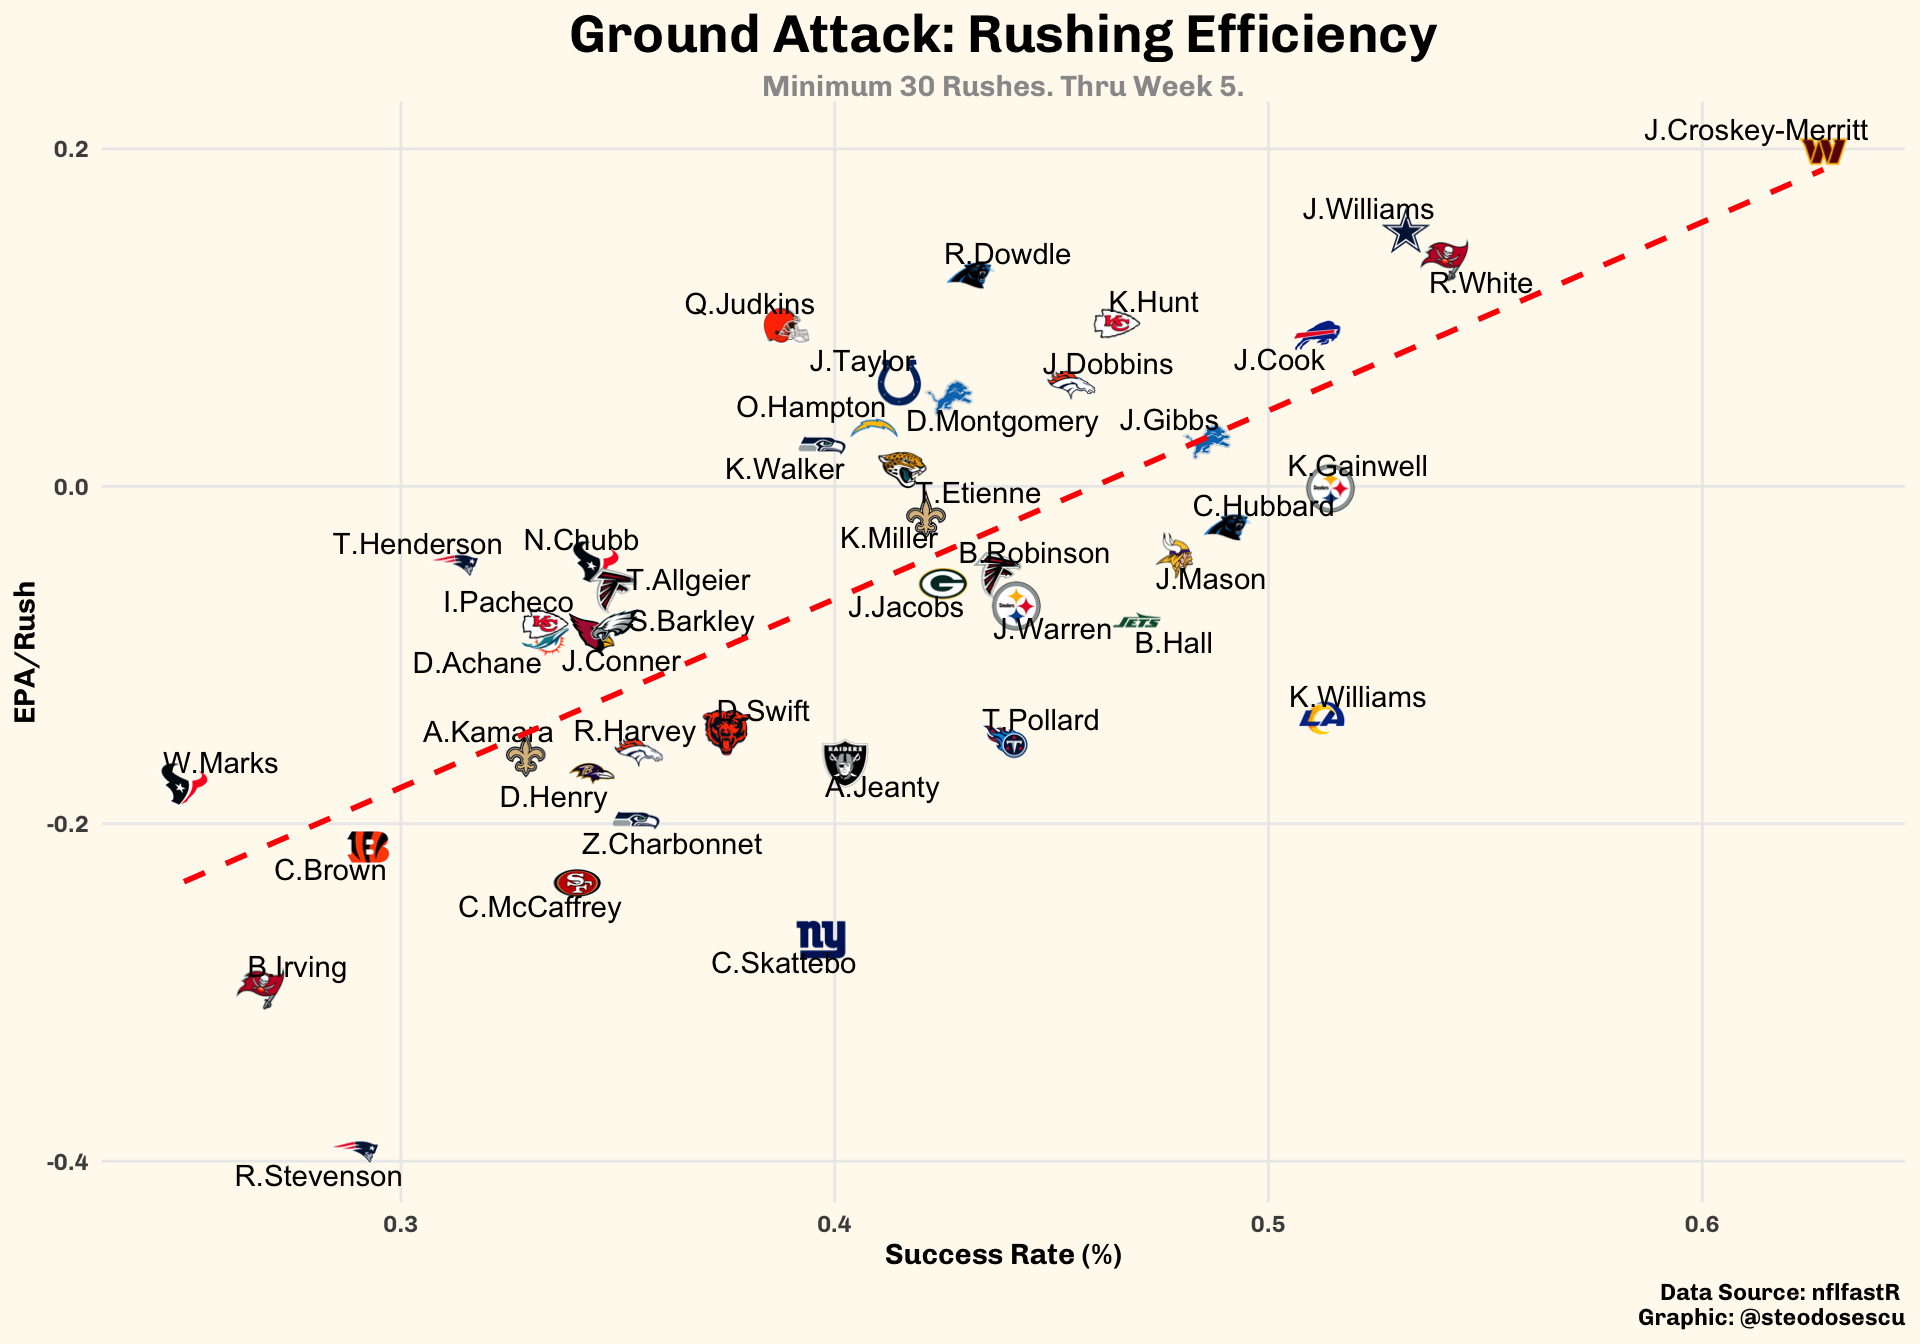 Ground Attack: Rushing Efficiency
Minimum 30 Rushes. Thru Week 5.
J.Croskey-Merritt
0.2
J.Williams
R.Dowdle
R.White
Q.Judkins
K.Hunt
J.Taylor
J.Dobbins
J.Cook
O.Hampton
D.Montgomery
J.Gibbs
K.Walker
K.Gainwell
0.0
T.Etienne
C.Hubbard
K.Miller
T.Henderson
N.Chubb
B.Robinson
T.Allgeier
J.Mason
I.Pacheco
J.Jacobs
S.Barkley
J.Warren
JETS
B.Hall
D.Achane
J.Conner
EPA/Rush
K.Williams
D.Swift
T.Pollard
A.Kamara
R.Harvey
RAIDERS
W.Marks
A.Jeanty
D.Henry
-0.2
Z.Charbonnet
C.Brown
SF
C.McCaffrey
ny
C.Skattebo
B.Irving
-0.4
R.Stevenson
0.3
0.4
0.5
0.6
Success Rate (%)
Data Source: nflfastR
Graphic: @steodosescu